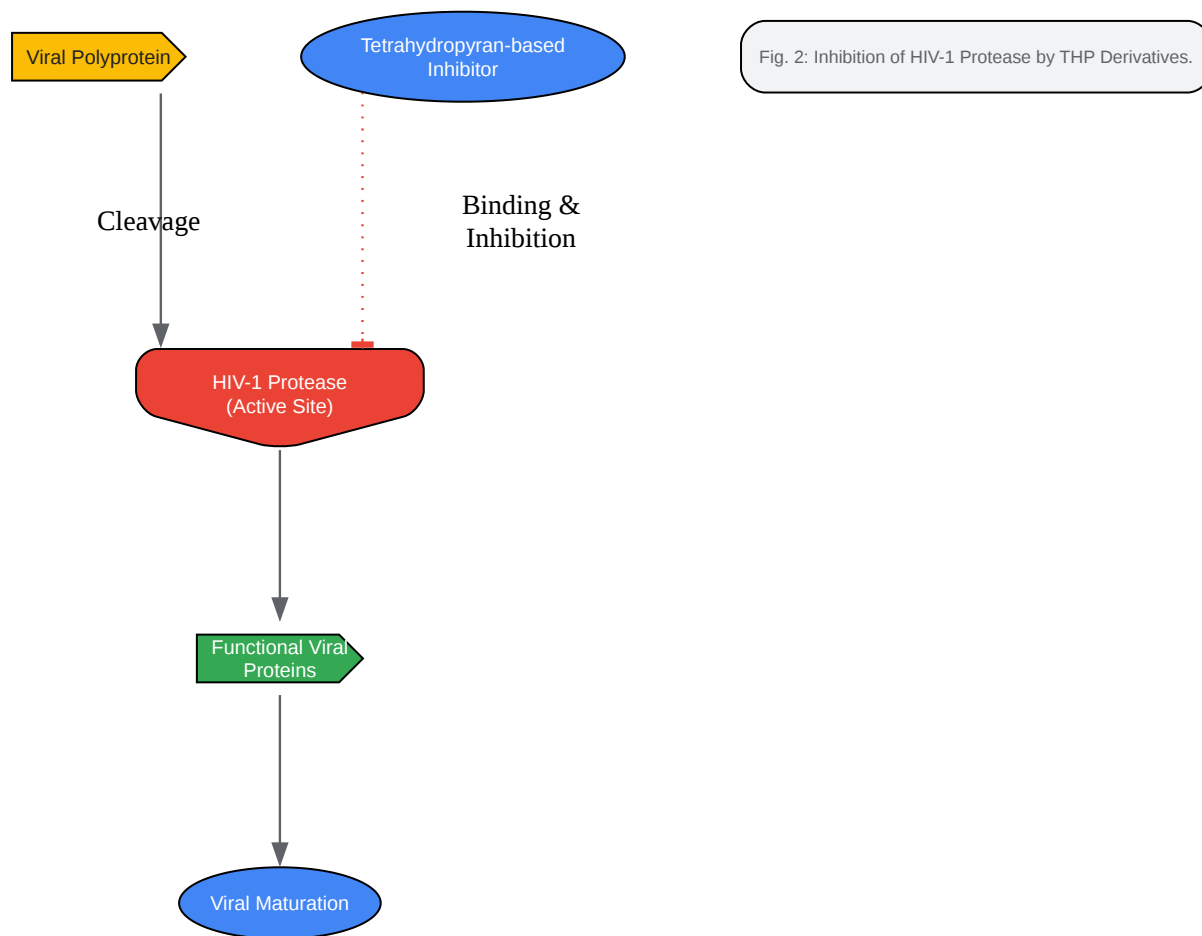 Viral Polyprotein
Tetrahydropyran-based
Inhibitor
Fig. 2: Inhibition of HIV-1 Protease by THP Derivatives.
Cleavage
Binding &
Inhibition
HIV-1 Protease
(Active Site)
Functional Viral
Proteins
Viral Maturation